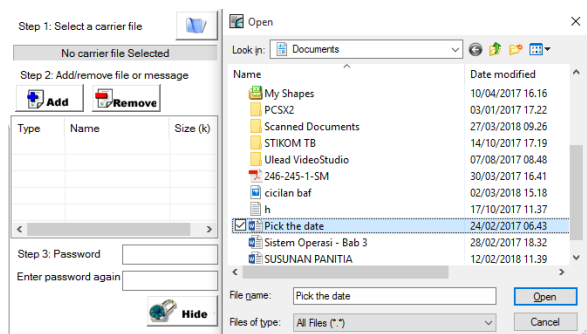 Step 1: Select a carrier file
No carrier file Selected
Step 2: Add/remove file or message
Add
Remove
Type Name Size (k)
Step 3: Password
Enter password again
Hide
Open
Look in: Documents
Name Date modified
My Shapes 10/04/2017 16.16
PCSX2 03/01/2017 17.22
Scanned Documents 27/03/2018 09.26
STIKOM TB 14/10/2017 17.19
Ulead VideoStudio 07/08/2017 08.48
246-245-1-SM 30/03/2017 16.41
cicilan baf 02/03/2018 15.18
h 17/10/2017 11.37
Pick the date 24/02/2017 06.43
Sistem Operasi - Bab 3 28/02/2017 18.32
SUSUNAN PANITIA 12/02/2018 11.39
File name: Pick the date Open
Files of type: All Files (*.*) Cancel